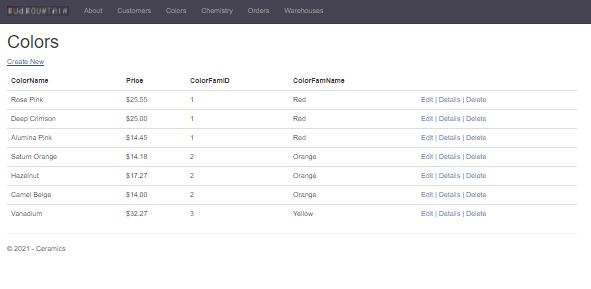 About Customers Colors Chemistry Orders Warehouses
Colors
Create New
ColorName Price ColorFamID ColorFamName
Rose Pink $25.55 1 Red Edit | Details | Delete
Deep Crimson $25.00 1 Red Edit | Details | Delete
Alumina Pink $14.45 1 Red Edit | Details | Delete
Saturn Orange $14.18 2 Orange Edit | Details | Delete
Hazelnut $17.27 2 Orange Edit | Details | Delete
Camel Beige $14.00 2 Orange Edit | Details | Delete
Vanadium $32.27 3 Yellow Edit | Details | Delete
© 2021 - Ceramics